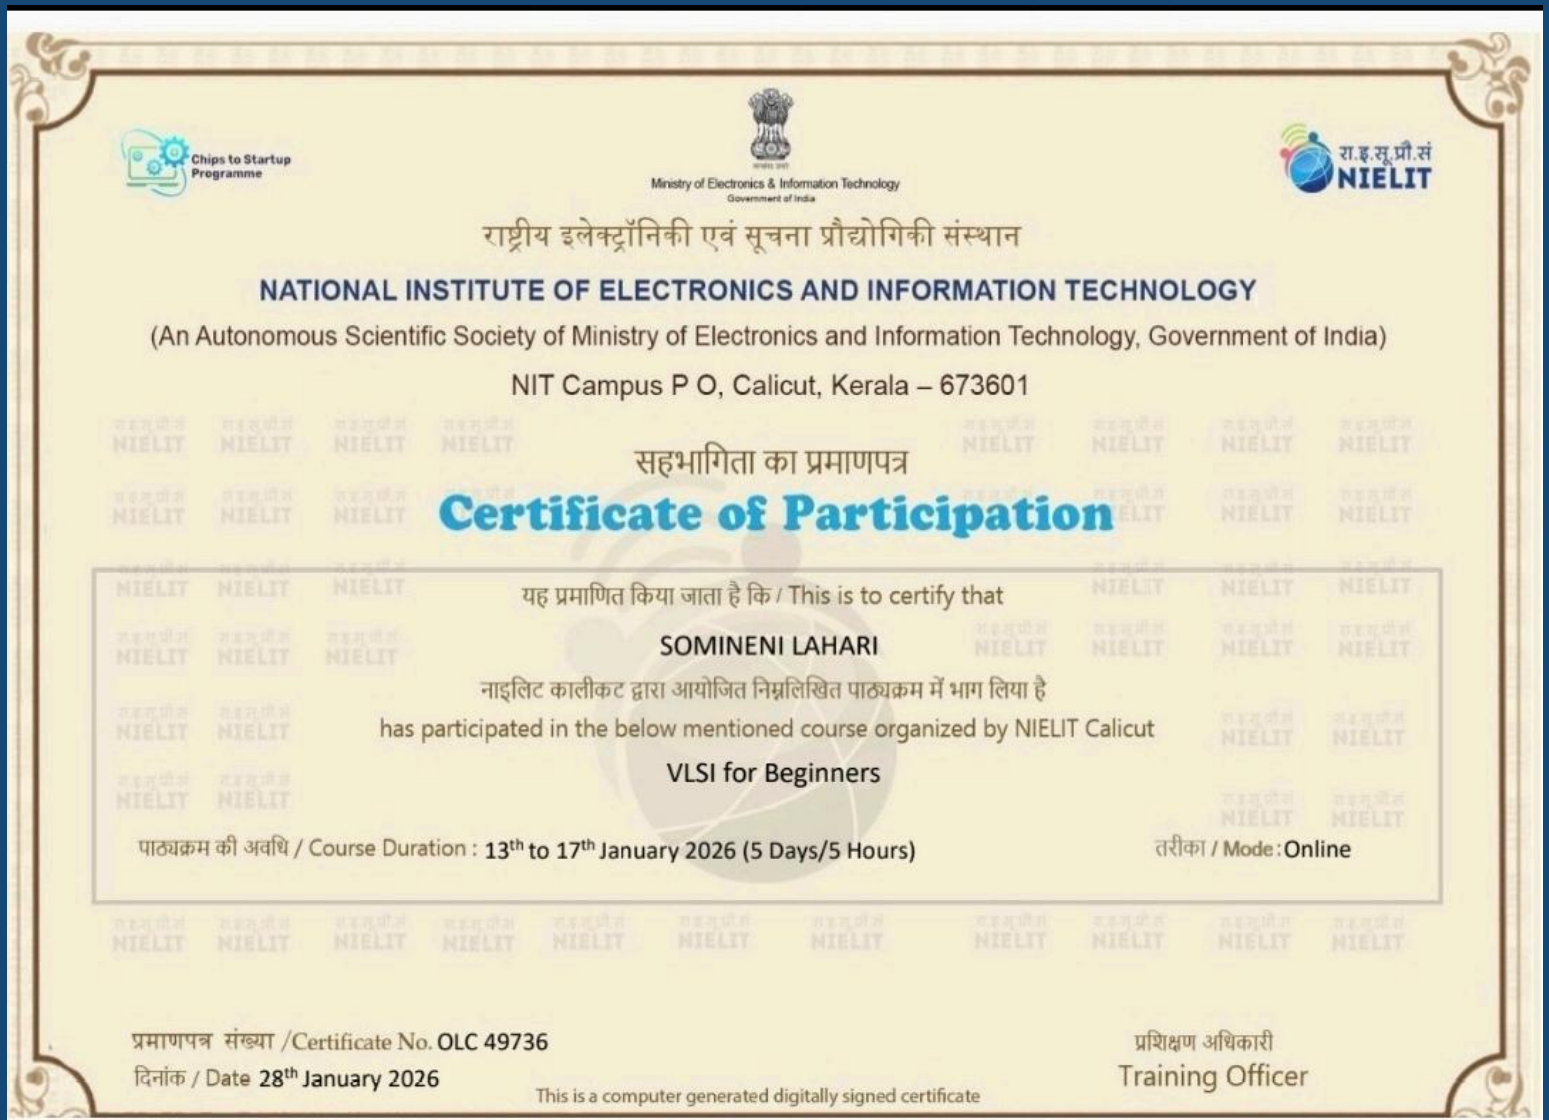 Chips to Startup
Programme
Ministry of Electronics & Information Technology
Government of India
रा.इ.सू.प्रौ.सं
NIELIT
राष्ट्रीय इलेक्ट्रॉनिकी एवं सूचना प्रौद्योगिकी संस्थान
NATIONAL INSTITUTE OF ELECTRONICS AND INFORMATION TECHNOLOGY
(An Autonomous Scientific Society of Ministry of Electronics and Information Technology, Government of India)
NIT Campus P O, Calicut, Kerala – 673601
सहभागिता का प्रमाणपत्र
Certificate of Participation
यह प्रमाणित किया जाता है कि / This is to certify that
SOMINENI LAHARI
नाइलिट कालीकट द्वारा आयोजित निम्नलिखित पाठ्यक्रम में भाग लिया है
has participated in the below mentioned course organized by NIELIT Calicut
VLSI for Beginners
पाठ्यक्रम की अवधि / Course Duration : 13th to 17th January 2026 (5 Days/5 Hours) तरीका / Mode : Online
प्रमाणपत्र संख्या /Certificate No. OLC 49736
दिनांक / Date 28th January 2026
प्रशिक्षण अधिकारी
Training Officer
This is a computer generated digitally signed certificate